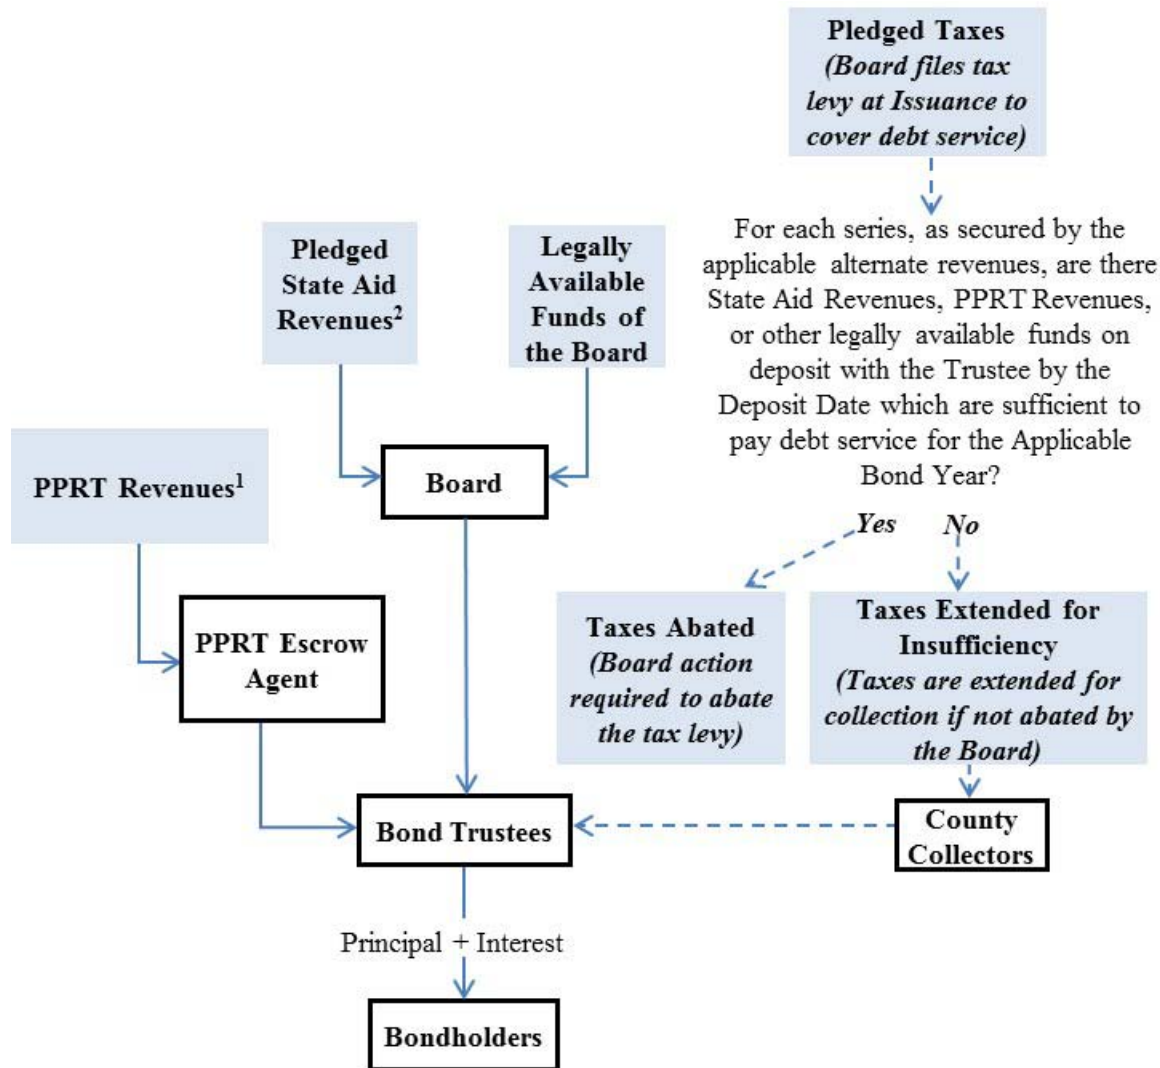 Pledged Taxes
(Board files tax
levy at Issuance to
cover debt service)
Pledged
State Aid
Revenues²
Legally
Available
Funds of
the Board
For each series, as secured by the
applicable alternate revenues, are there
State Aid Revenues, PPRT Revenues,
or other legally available funds on
deposit with the Trustee by the
Deposit Date which are sufficient to
pay debt service for the Applicable
Bond Year?
PPRT Revenues¹
Board
Yes No
PPRT Escrow
Agent
Taxes Abated
(Board action
required to abate
the tax levy)
Taxes Extended for
Insufficiency
(Taxes are extended for
collection if not abated by
the Board)
Bond Trustees
County
Collectors
Principal + Interest
Bondholders